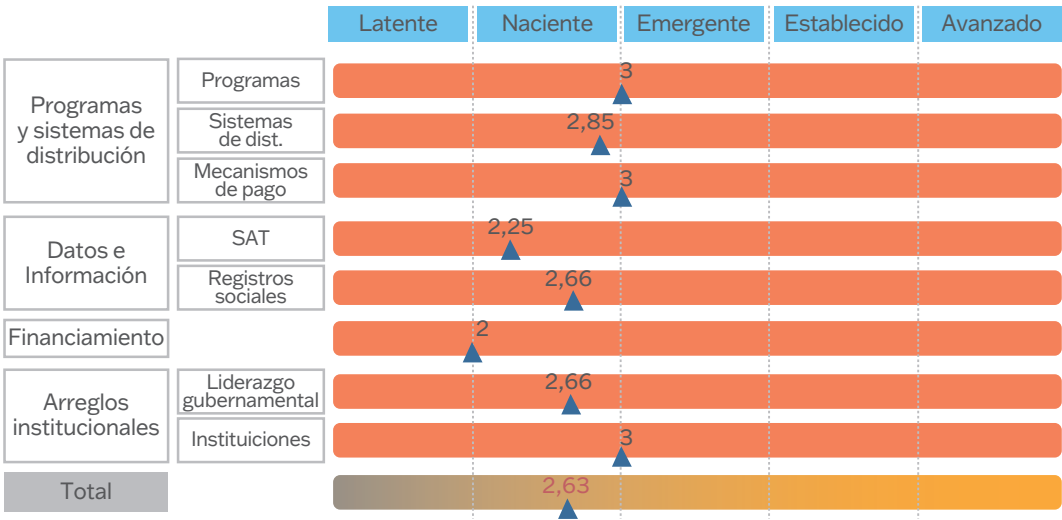 Latente Naciente Emergente Establecido Avanzado
Programas
y sistemas de
distribución
Programas
3
Sistemas
de dist.
2,85
Mecanismos
de pago
3
Datos e
Información
SAT
2,25
Registros
sociales
2,66
Financiamiento
2
Arreglos
institucionales
Liderazgo
gubernamental
2,66
Instituiciones
3
Total
2,63